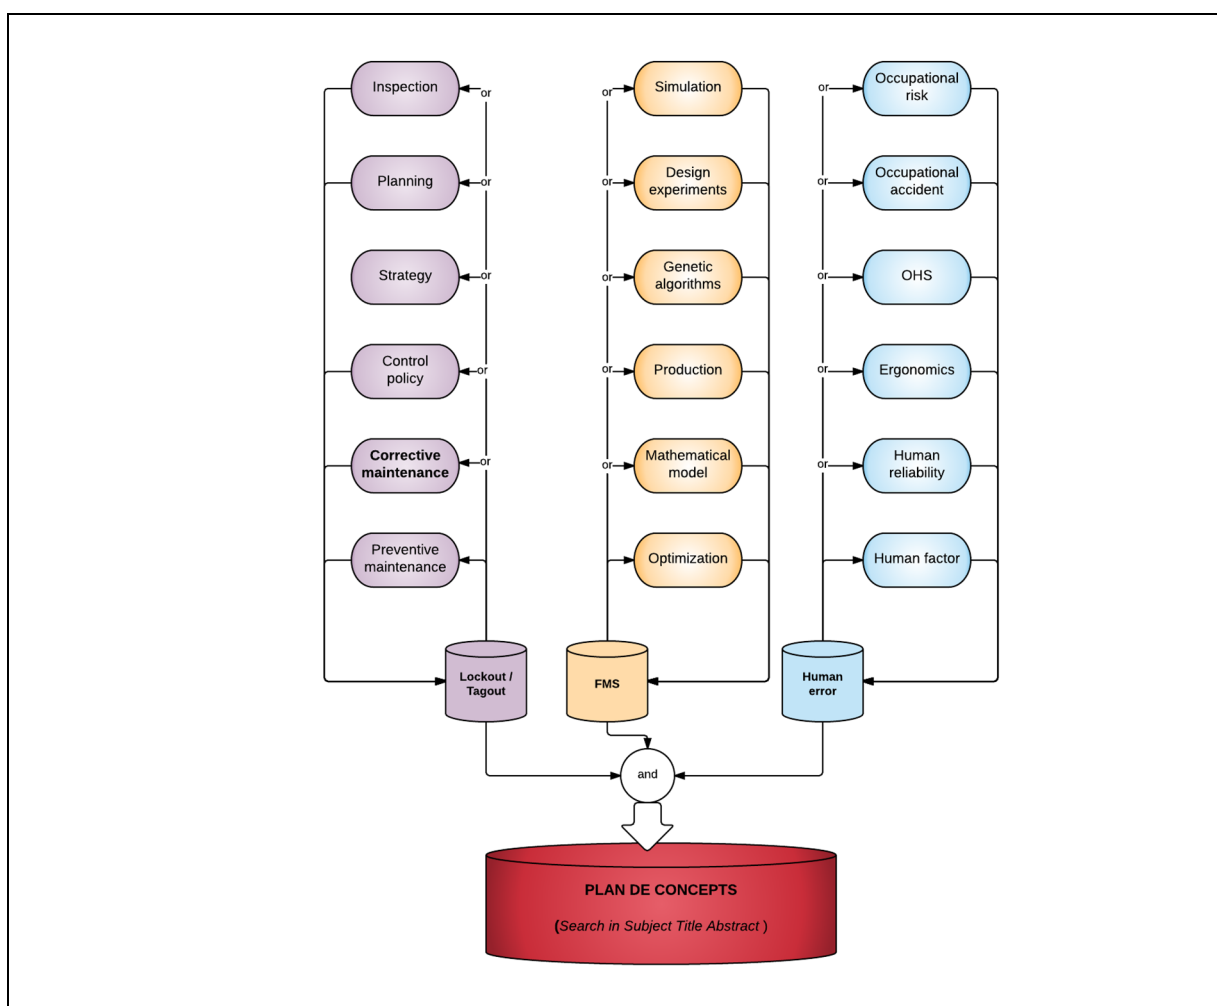 Inspection
or
Planning
or
Strategy
or
Control
policy
or
Corrective
maintenance
or
Preventive
maintenance
Lockout /
Tagout
or
Simulation
or
Design
experiments
or
Genetic
algorithms
or
Production
or
Mathematical
model
Optimization
FMS
or
Occupational
risk
or
Occupational
accident
or
OHS
or
Ergonomics
or
Human
reliability
Human factor
Human
error
and
PLAN DE CONCEPTS
(Search in Subject Title Abstract )